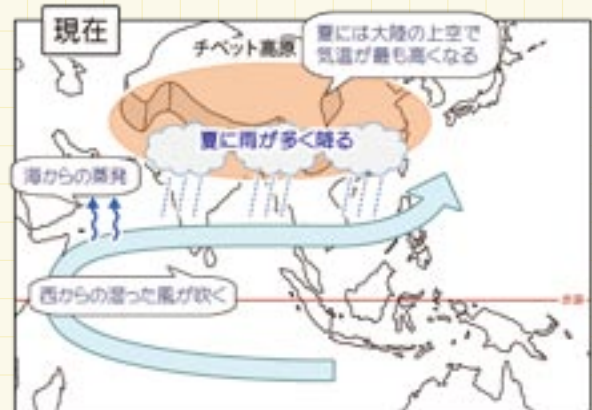 現在
チベット高原
夏には大陸の上空で
気温が最も高くなる
夏に雨が多く降る
海からの蒸発
西からの湿った風が吹く
赤道